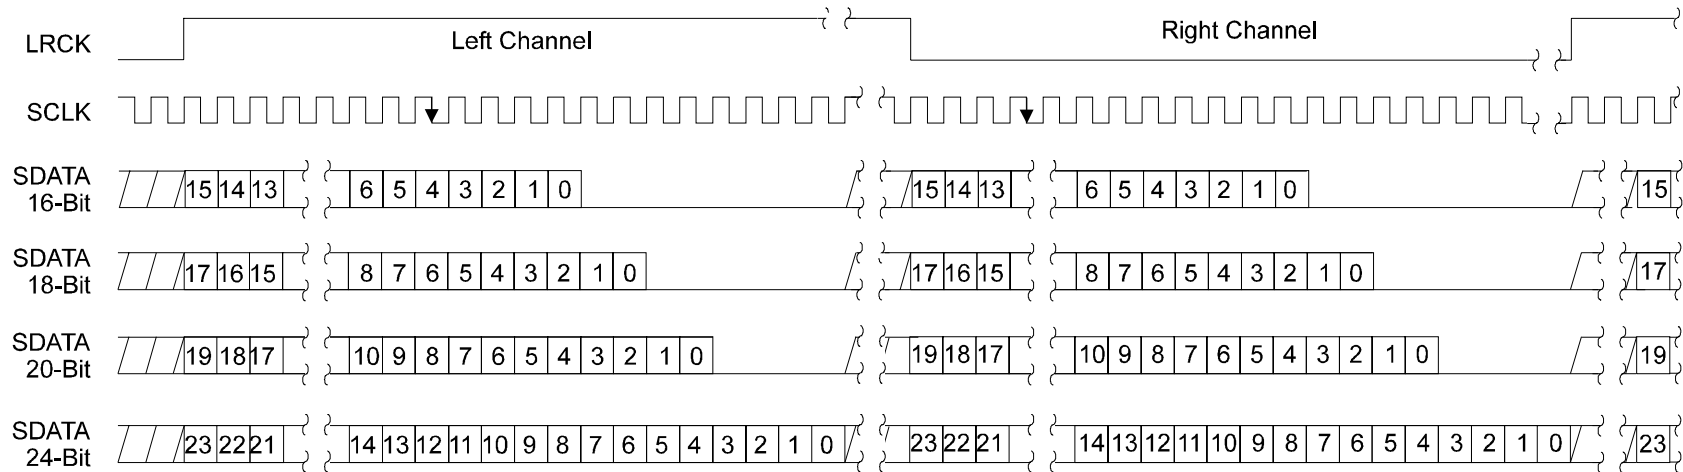 LRCK Left Channel Right Channel
SCLK
SDATA
16-Bit 15 14 13 6 5 4 3 2 1 0 15 14 13 6 5 4 3 2 1 0 15
SDATA
18-Bit 17 16 15 8 7 6 5 4 3 2 1 0 17 16 15 8 7 6 5 4 3 2 1 0 17
SDATA
20-Bit 19 18 17 10 9 8 7 6 5 4 3 2 1 0 19 18 17 10 9 8 7 6 5 4 3 2 1 0 19
SDATA
24-Bit 23 22 21 14 13 12 11 10 9 8 7 6 5 4 3 2 1 0 23 22 21 14 13 12 11 10 9 8 7 6 5 4 3 2 1 0 23